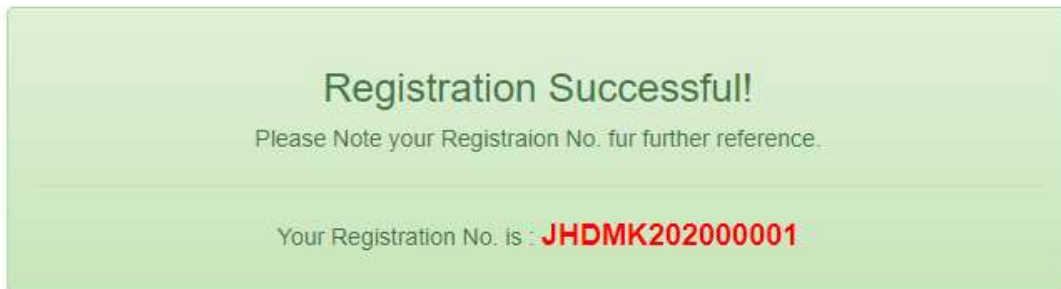 Registration Successful!
Please Note your Registraion No. fur further reference.
Your Registration No. is : JHDMK202000001